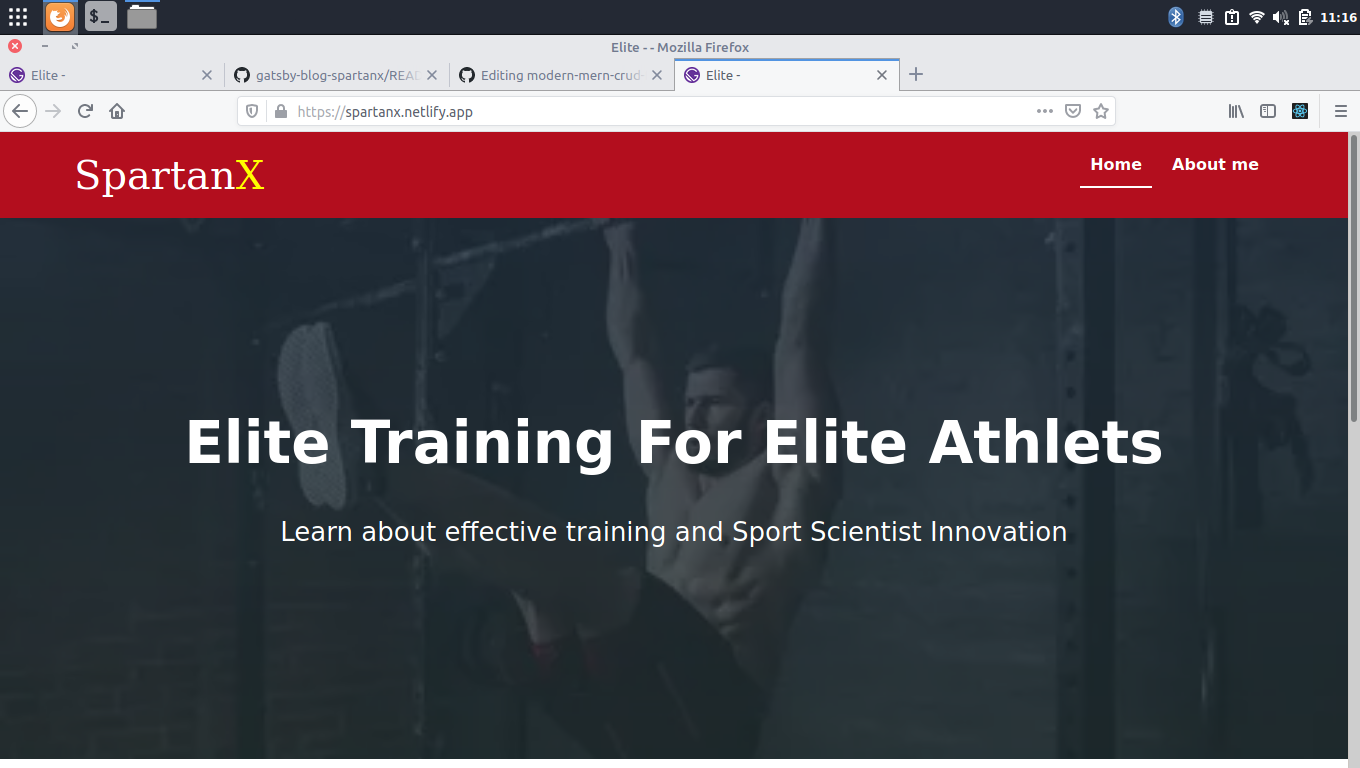 $_
11:16
Elite - - Mozilla Firefox
Elite -
gatsby-blog-spartanx/READ
Editing modern-mern-crud-
Elite -
https://spartanx.netlify.app
SpartanX
Home
About me
Elite Training For Elite Athlets
Learn about effective training and Sport Scientist Innovation